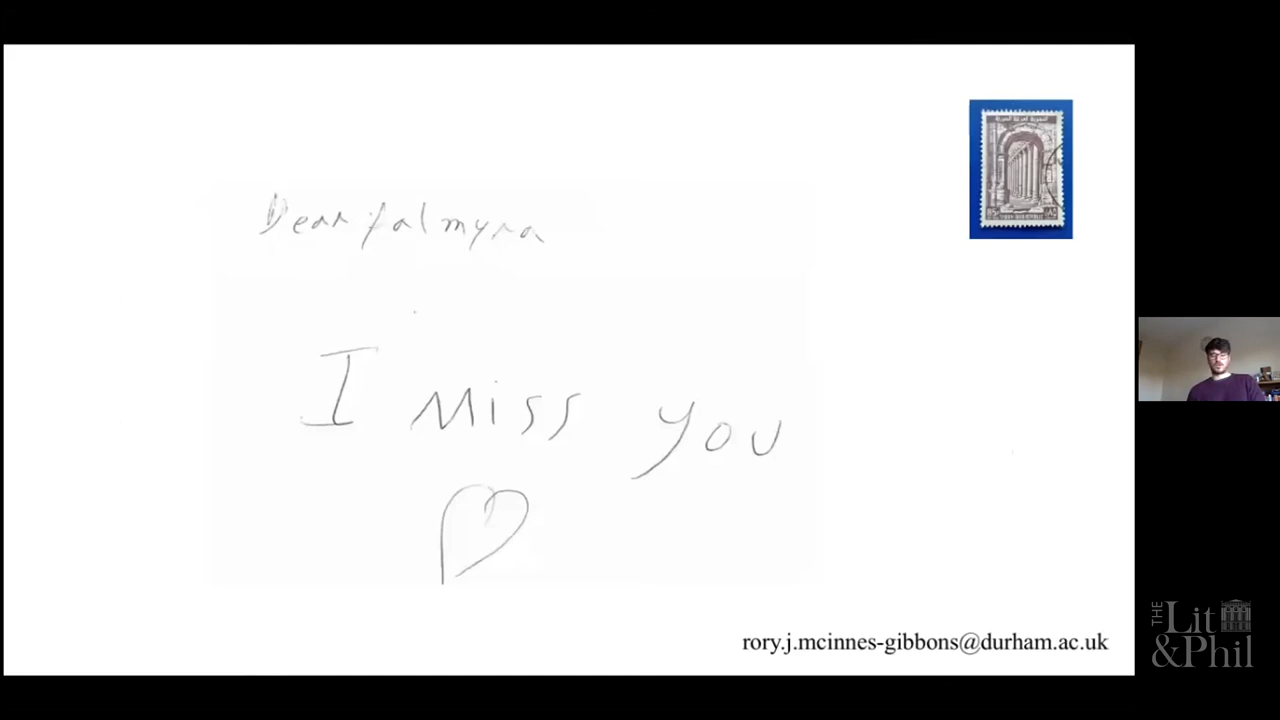 Dear Palmyra
I Miss you
rory.j.mcinnes-gibbons@durham.ac.uk
THE
Lit
&Phil